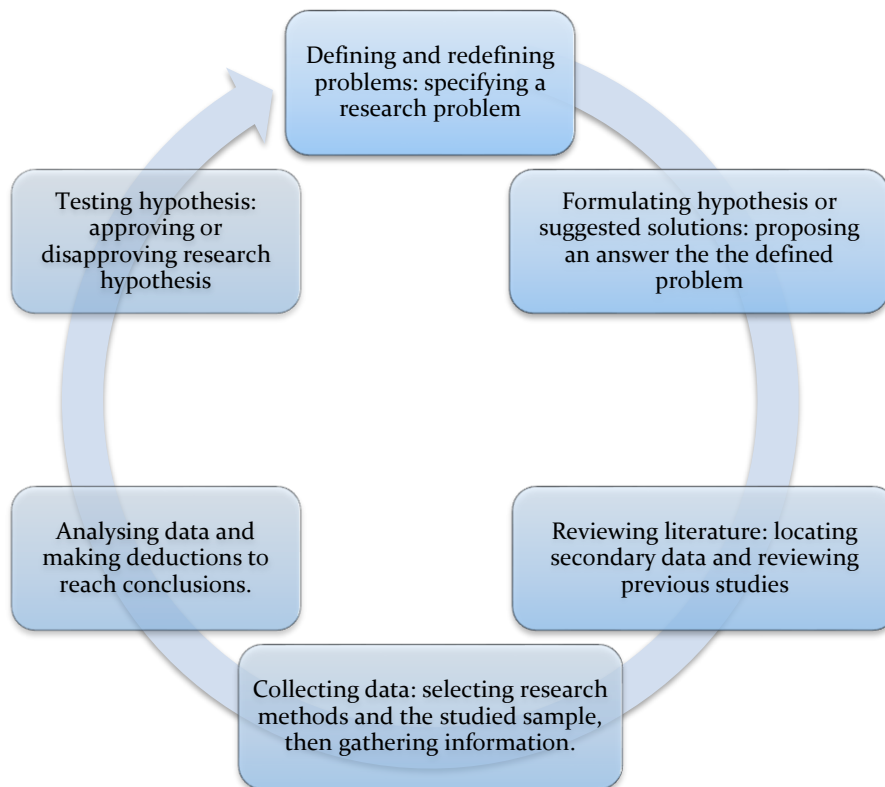 Defining and redefining
problems: specifying a
research problem
Formulating hypothesis or
suggested solutions: proposing
an answer the the defined
problem
Reviewing literature: locating
secondary data and reviewing
previous studies
Collecting data: selecting research
methods and the studied sample,
then gathering information.
Analysing data and
making deductions to
reach conclusions.
Testing hypothesis:
approving or
disapproving research
hypothesis